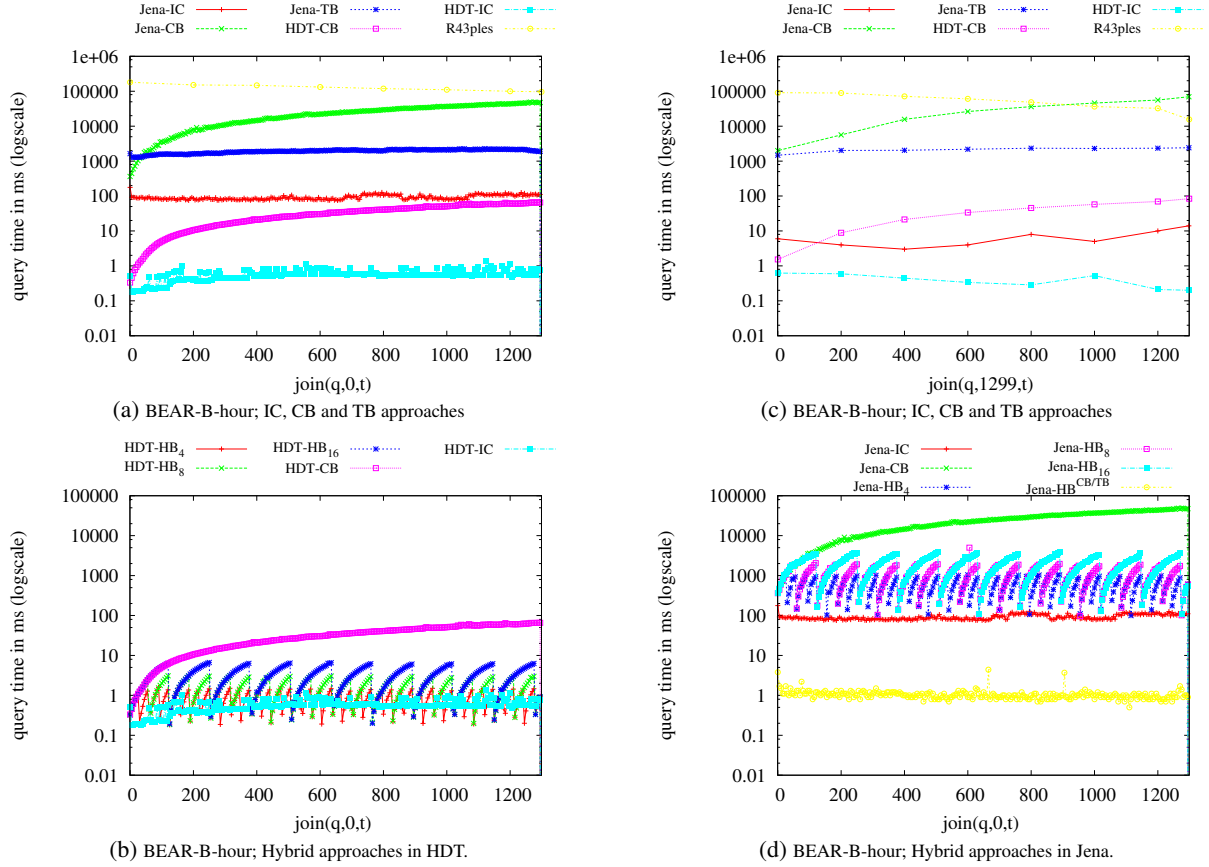 Jena-IC
Jena-CB
Jena-TB
HDT-CB
HDT-IC
R43ples
query time in ms (logscale)
1e+06
100000
10000
1000
100
10
1
0.1
0.01
0 200 400 600 800 1000 1200
join(q,0,t)
(a) BEAR-B-hour; IC, CB and TB approaches
Jena-IC
Jena-CB
Jena-TB
HDT-CB
HDT-IC
R43ples
query time in ms (logscale)
1e+06
100000
10000
1000
100
10
1
0.1
0.01
0 200 400 600 800 1000 1200
join(q,1299,t)
(c) BEAR-B-hour; IC, CB and TB approaches
HDT-HB4
HDT-HB8
HDT-HB16
HDT-CB
HDT-IC
query time in ms (logscale)
100000
10000
1000
100
10
1
0.1
0.01
0 200 400 600 800 1000 1200
join(q,0,t)
(b) BEAR-B-hour; Hybrid approaches in HDT.
Jena-IC
Jena-CB
Jena-HB4
Jena-HB8
Jena-HB16
Jena-HBCB/TB
query time in ms (logscale)
100000
10000
1000
100
10
1
0.1
0.01
0 200 400 600 800 1000 1200
join(q,0,t)
(d) BEAR-B-hour; Hybrid approaches in Jena.